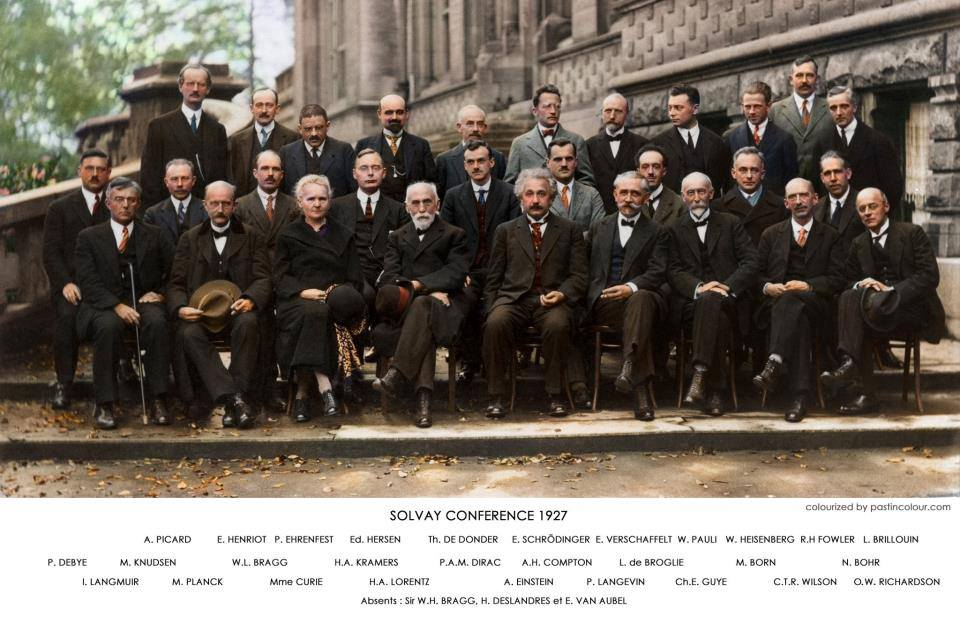 colourized by pastincolour.com
SOLVAY CONFERENCE 1927
A. PICARD E. HENRIOT P. EHRENFEST Ed. HERSEN Th. DE DONDER E. SCHRÖDINGER E. VERSCHAFFELT W. PAULI W. HEISENBERG R.H FOWLER L. BRILLOUIN
P. DEBYE M. KNUDSEN W.L. BRAGG H.A. KRAMERS P.A.M. DIRAC A.H. COMPTON L. de BROGLIE M. BORN N. BOHR
I. LANGMUIR M. PLANCK Mme CURIE H.A. LORENTZ A. EINSTEIN P. LANGEVIN Ch.E. GUYE C.T.R. WILSON O.W. RICHARDSON
Absents : Sir W.H. BRAGG, H. DESLANDRES et E. VAN AUBEL